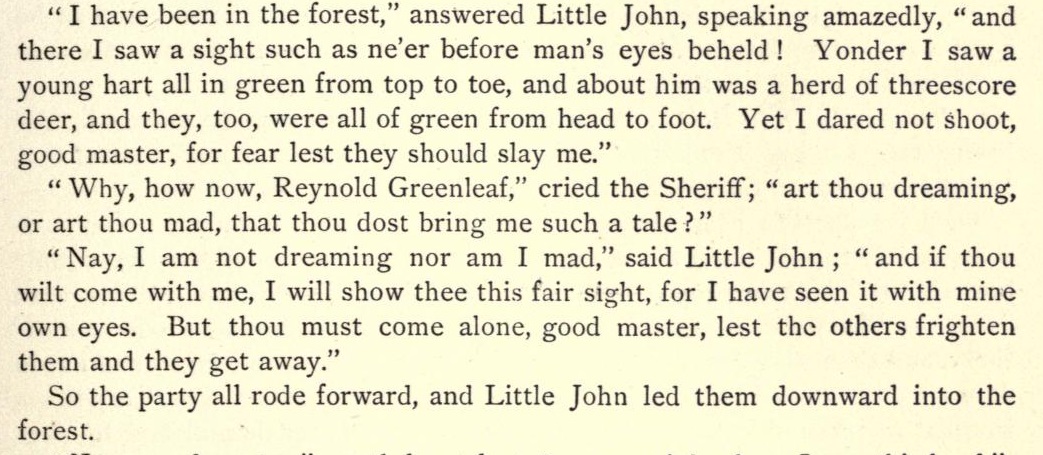 “ I have been in the forest,” answered Little John, speaking amazedly, “and
there I saw a sight such as ne’er before man’s eyes beheld ! Yonder I saw a
young hart all in green from top to toe, and about him was a herd of threescore
deer, and they, too, were all of green from head to foot. Yet I dared not shoot,
good master, for fear lest they should slay me.”
“ Why, how now, Reynold Greenleaf,” cried the Sheriff; “art thou dreaming,
or art thou mad, that thou dost bring me such a tale ?”
“ Nay, I am not dreaming nor am I mad,” said Little John ; “and if thou
wilt come with me, I will show thee this fair sight, for I have seen it with mine
own eyes. But thou must come alone, good master, lest the others frighten
them and they get away.”
So the party all rode forward, and Little John led them downward into the
forest.